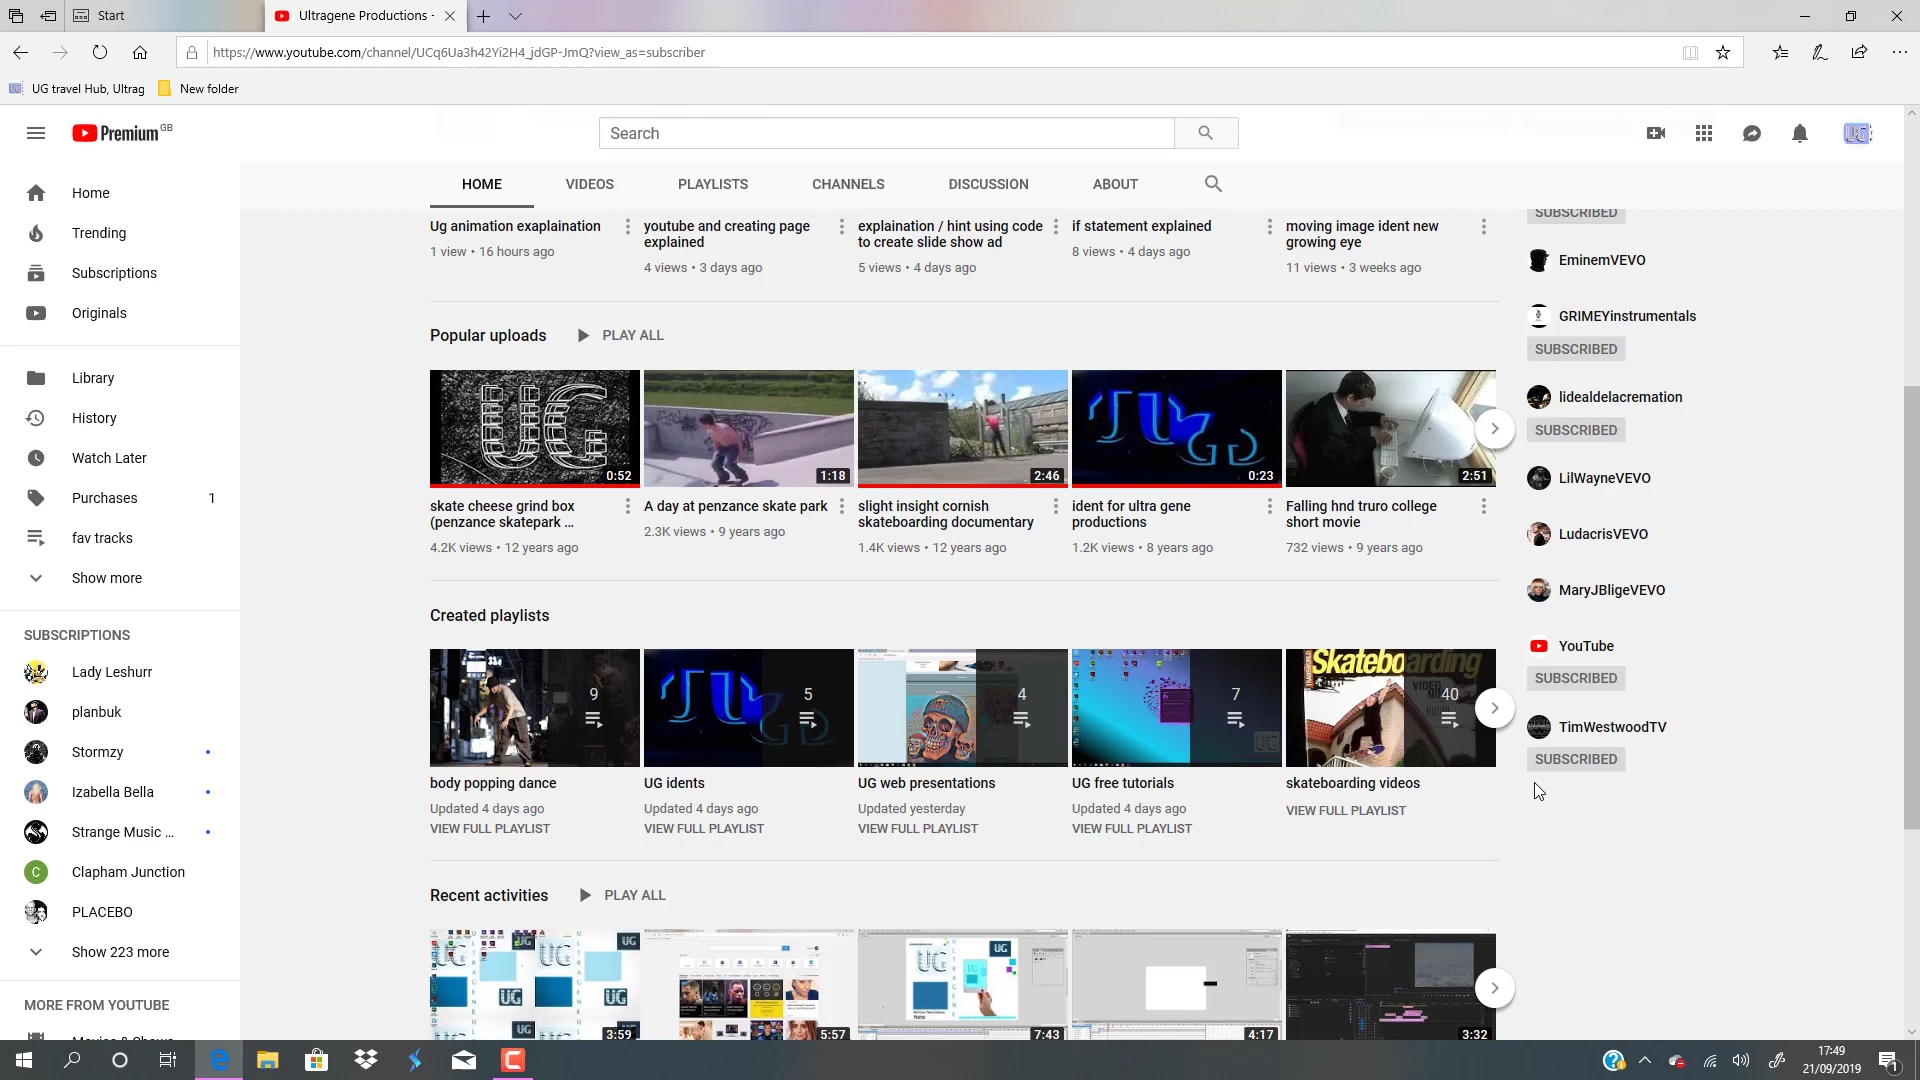 Start
Ultragene Productions -
https://www.youtube.com/channel/UCq6Ua3h42Yi2H4_jdGP-JmQ?view_as=subscriber
UG travel Hub, Ultrag
New folder
Premium GB
Search
Home
Trending
Subscriptions
Originals
Library
History
Watch Later
Purchases 1
fav tracks
Show more
SUBSCRIPTIONS
Lady Leshurr
planbuk
Stormzy
Izabella Bella
Strange Music ...
C Clapham Junction
PLACEBO
Show 223 more
MORE FROM YOUTUBE
HOME VIDEOS PLAYLISTS CHANNELS DISCUSSION ABOUT
Ug animation exaplaination
1 view • 16 hours ago
youtube and creating page
explained
4 views • 3 days ago
explaination / hint using code
to create slide show ad
5 views • 4 days ago
if statement explained
8 views • 4 days ago
moving image ident new
growing eye
11 views • 3 weeks ago
Popular uploads PLAY ALL
UG
0:52
skate cheese grind box
(penzance skatepark ...
4.2K views • 12 years ago
1:18
A day at penzance skate park
2.3K views • 9 years ago
2:46
slight insight cornish
skateboarding documentary
1.4K views • 12 years ago
0:23
ident for ultra gene
productions
1.2K views • 8 years ago
2:51
Falling hnd truro college
short movie
732 views • 9 years ago
Created playlists
9
body popping dance
Updated 4 days ago
VIEW FULL PLAYLIST
5
UG idents
Updated 4 days ago
VIEW FULL PLAYLIST
4
UG web presentations
Updated yesterday
VIEW FULL PLAYLIST
7
UG free tutorials
Updated 4 days ago
VIEW FULL PLAYLIST
Skateboarding
40
skateboarding videos
VIEW FULL PLAYLIST
Recent activities PLAY ALL
UG
UG
3:59
5:57
UG
7:43
4:17
3:32
SUBSCRIBED
EminemVEVO
GRIMEYinstrumentals
SUBSCRIBED
lidealdelacremation
SUBSCRIBED
LilWayneVEVO
LudacrisVEVO
MaryJBligeVEVO
YouTube
SUBSCRIBED
TimWestwoodTV
SUBSCRIBED
17:49
21/09/2019
1